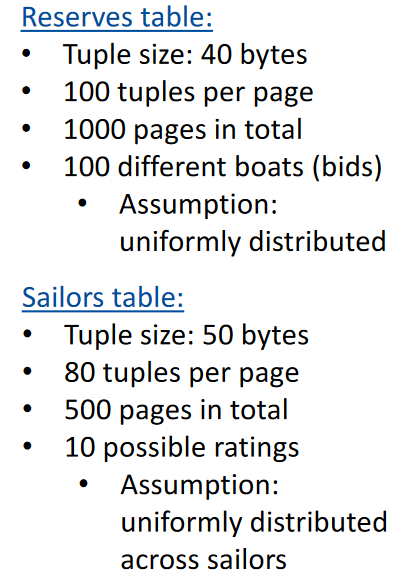 Reserves table:
• Tuple size: 40 bytes
• 100 tuples per page
• 1000 pages in total
• 100 different boats (bids)
• Assumption:
uniformly distributed
Sailors table:
• Tuple size: 50 bytes
• 80 tuples per page
• 500 pages in total
• 10 possible ratings
• Assumption:
uniformly distributed
across sailors